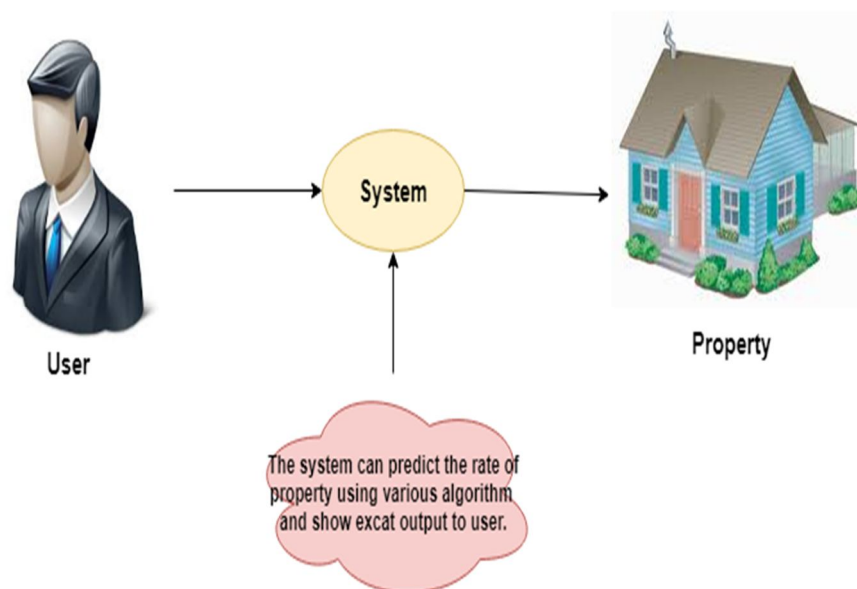 System
User
Property
The system can predict the rate of
property using various algorithm
and show excat output to user.